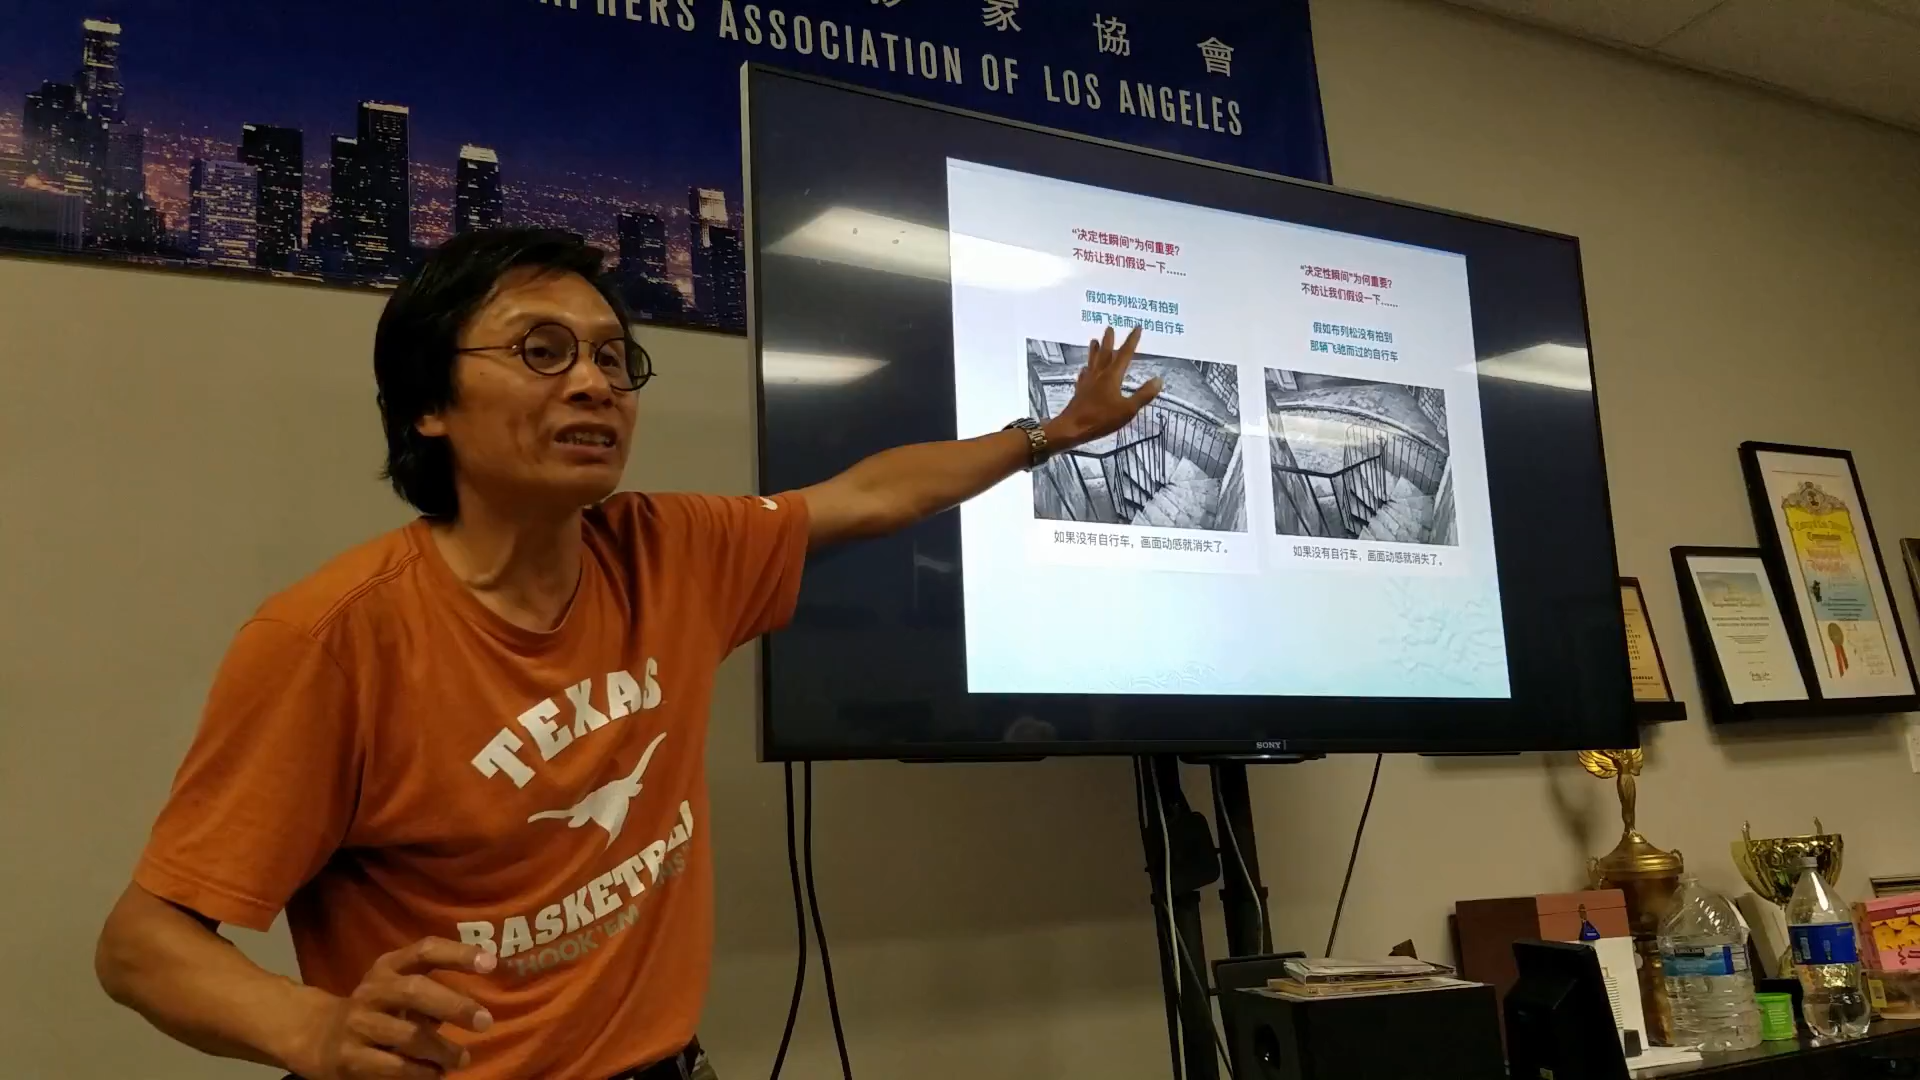 家 協 會
ASSOCIATION OF LOS ANGELES
“决定性瞬间”为何重要?
不妨让我们假设一下……
假如布列松没有拍到
那辆飞驰而过的自行车
如果没有自行车，画面动感就消失了。
“决定性瞬间”为何重要?
不妨让我们假设一下……
假如布列松没有拍到
那辆飞驰而过的自行车
如果没有自行车，画面动感就消失了。
SONY
TEXAS
BASKETBALL
"HOOK 'EM